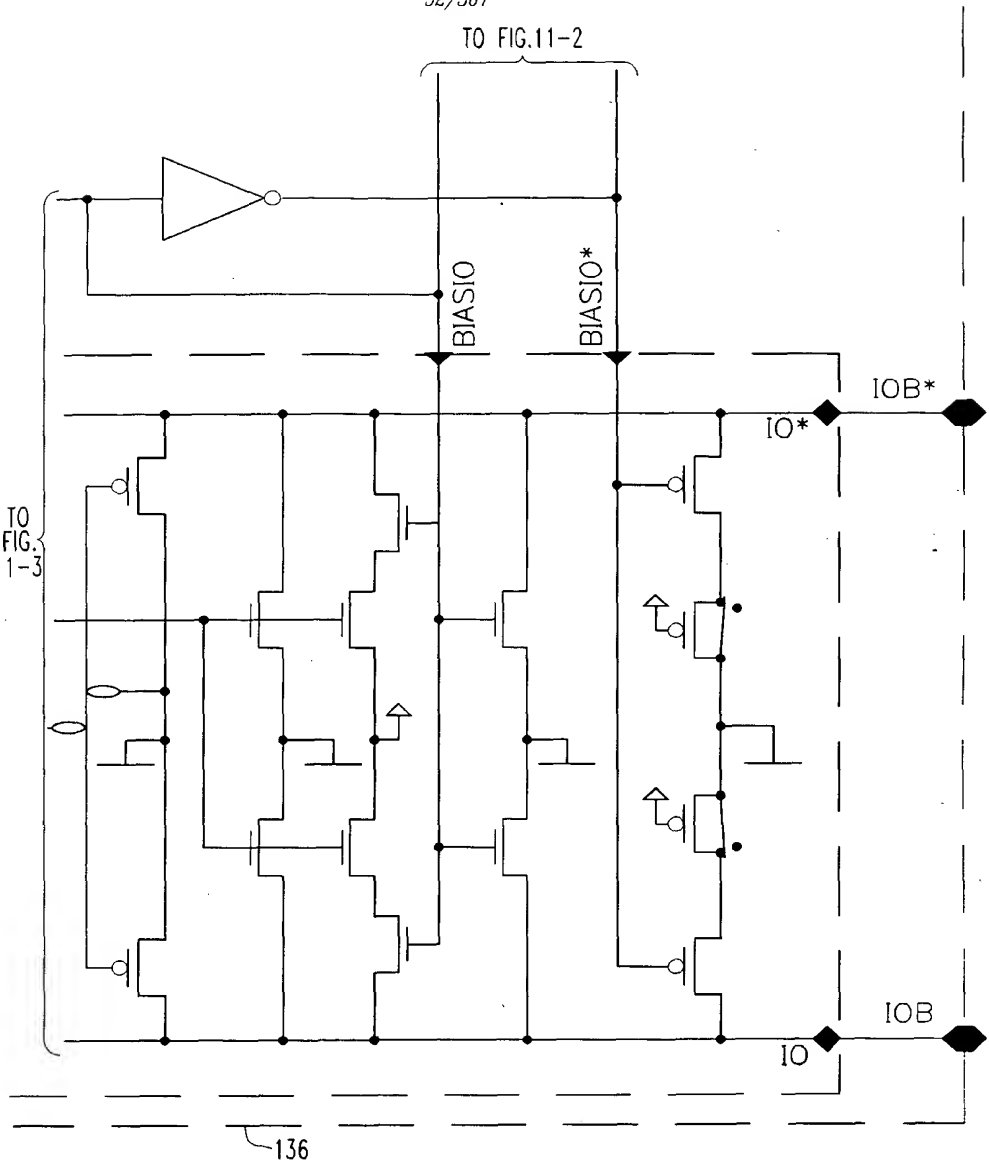 TO FIG.11-2
BIASIO
BIASIO*
IOB*
IO*
TO
FIG.
1-3
IOB
IO
136